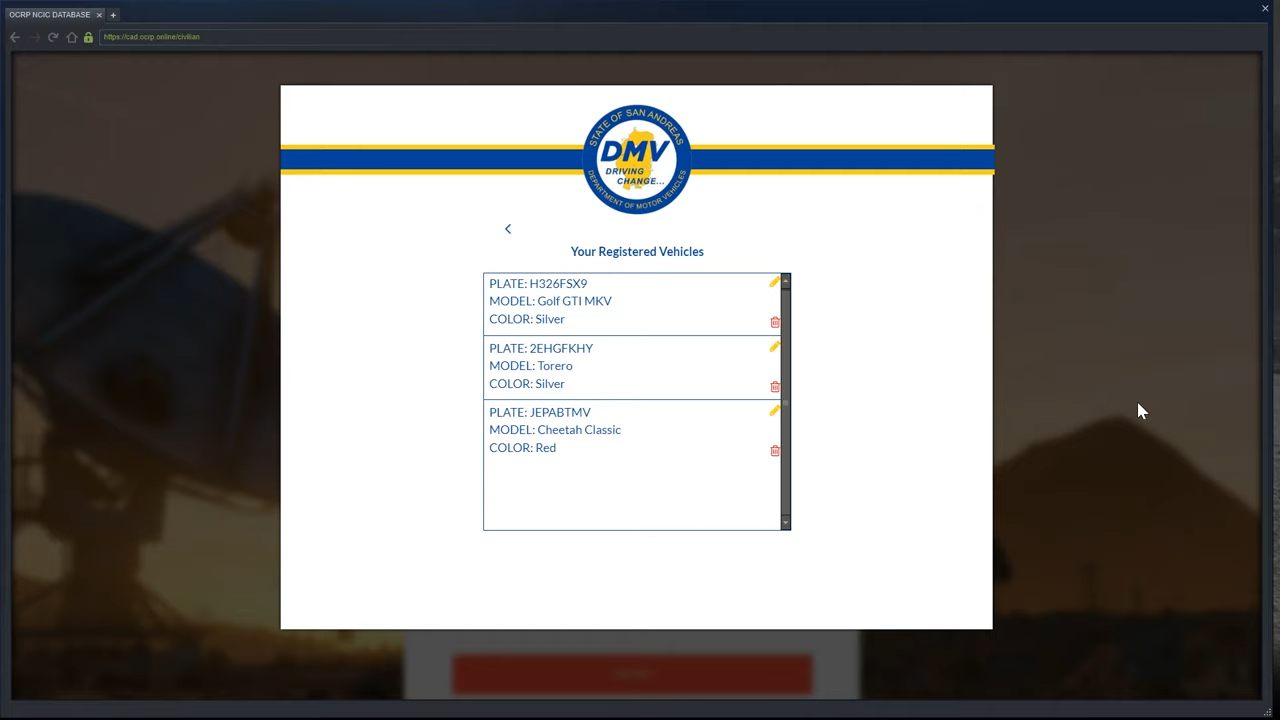 OCRP NCIC DATABASE
https://cad.ocrp.online/civilian
STATE OF SAN ANDREAS
DMV
DRIVING
CHANGE...
DEPARTMENT OF MOTOR VEHICLES
Your Registered Vehicles
PLATE: H326FSX9
MODEL: Golf GTI MKV
COLOR: Silver
PLATE: 2EHGFKHY
MODEL: Torero
COLOR: Silver
PLATE: JEPABTMV
MODEL: Cheetah Classic
COLOR: Red